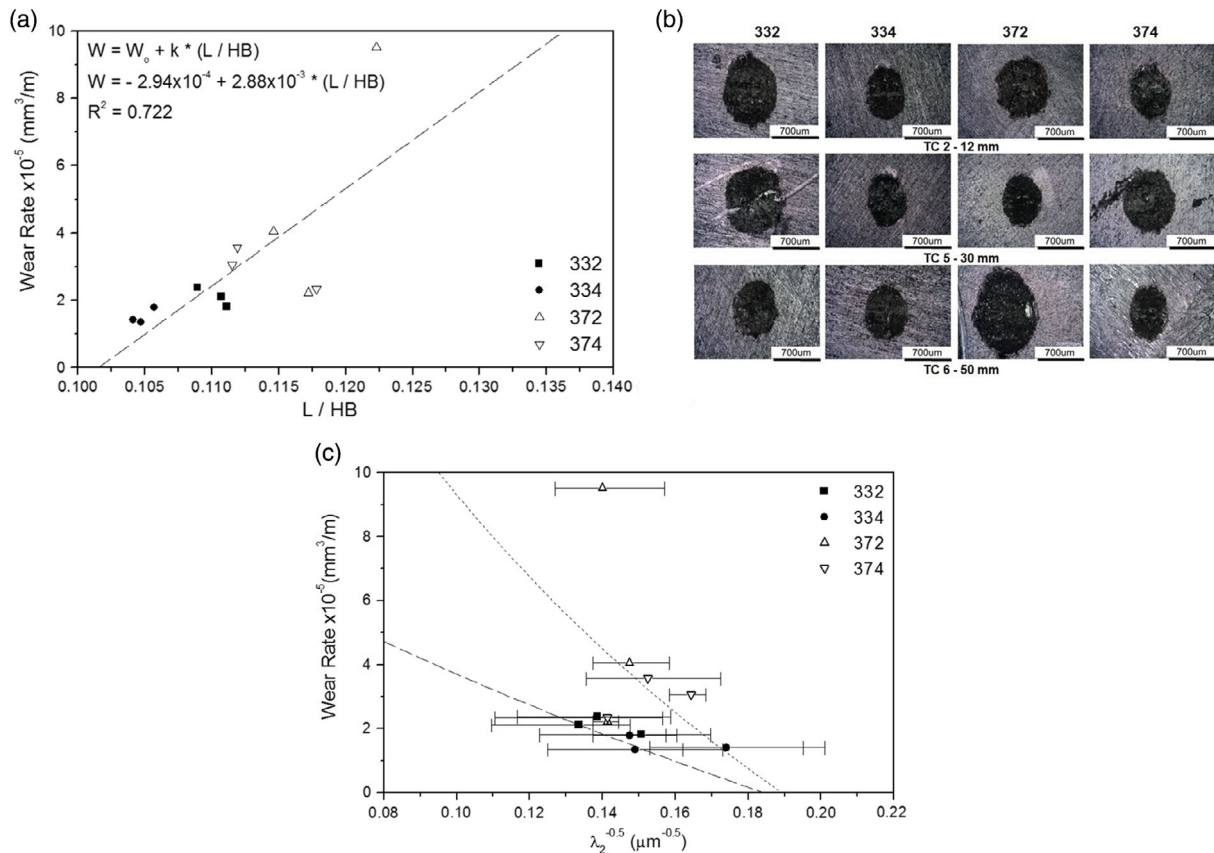 (a)
W = Wo + k * (L / HB)
W = - 2.94x10-4 + 2.88x10-3 * (L / HB)
R2 = 0.722
Wear Rate x10-5 (mm3/m)
10
8
6
4
2
0
332
334
372
374
0.100 0.105 0.110 0.115 0.120 0.125 0.130 0.135 0.140
L / HB
(b)
332 334 372 374
700um 700um 700um 700um
TC 2 - 12 mm
700um 700um 700um 700um
TC 5 - 30 mm
700um 700um 700um 700um
TC 6 - 50 mm
(c)
Wear Rate x10-5(mm3/m)
10
8
6
4
2
0
332
334
372
374
0.08 0.10 0.12 0.14 0.16 0.18 0.20 0.22
λ2-0.5 (μm-0.5)